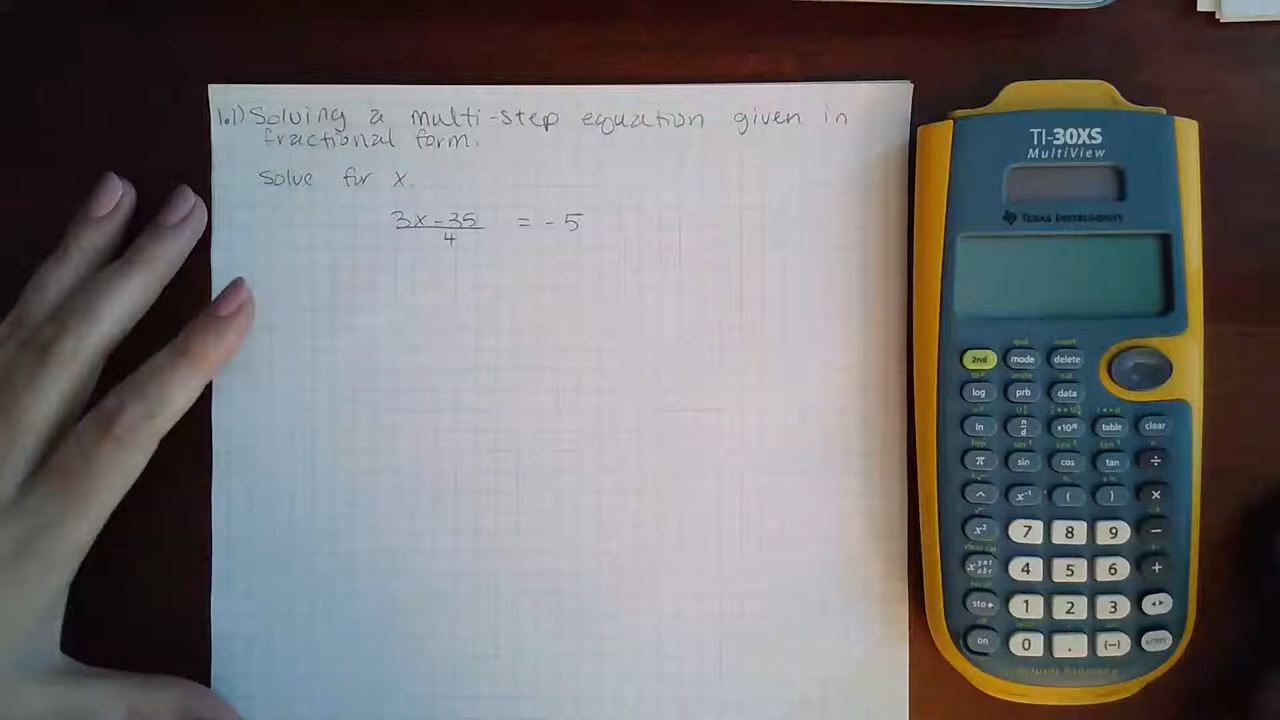 1.1) Solving a multi-step equation given in
fractional form.
Solve for x.
3x - 35
4
= - 5
TI-30XS
MultiView
TEXAS INSTRUMENTS
2nd mode delete
log prb data
ln n/d x10ⁿ table clear
π sin cos tan ÷
^ x⁻¹ ( ) ×
x² 7 8 9 −
4 5 6 +
sto▸ 1 2 3 ◂▸
on 0 . (−) enter